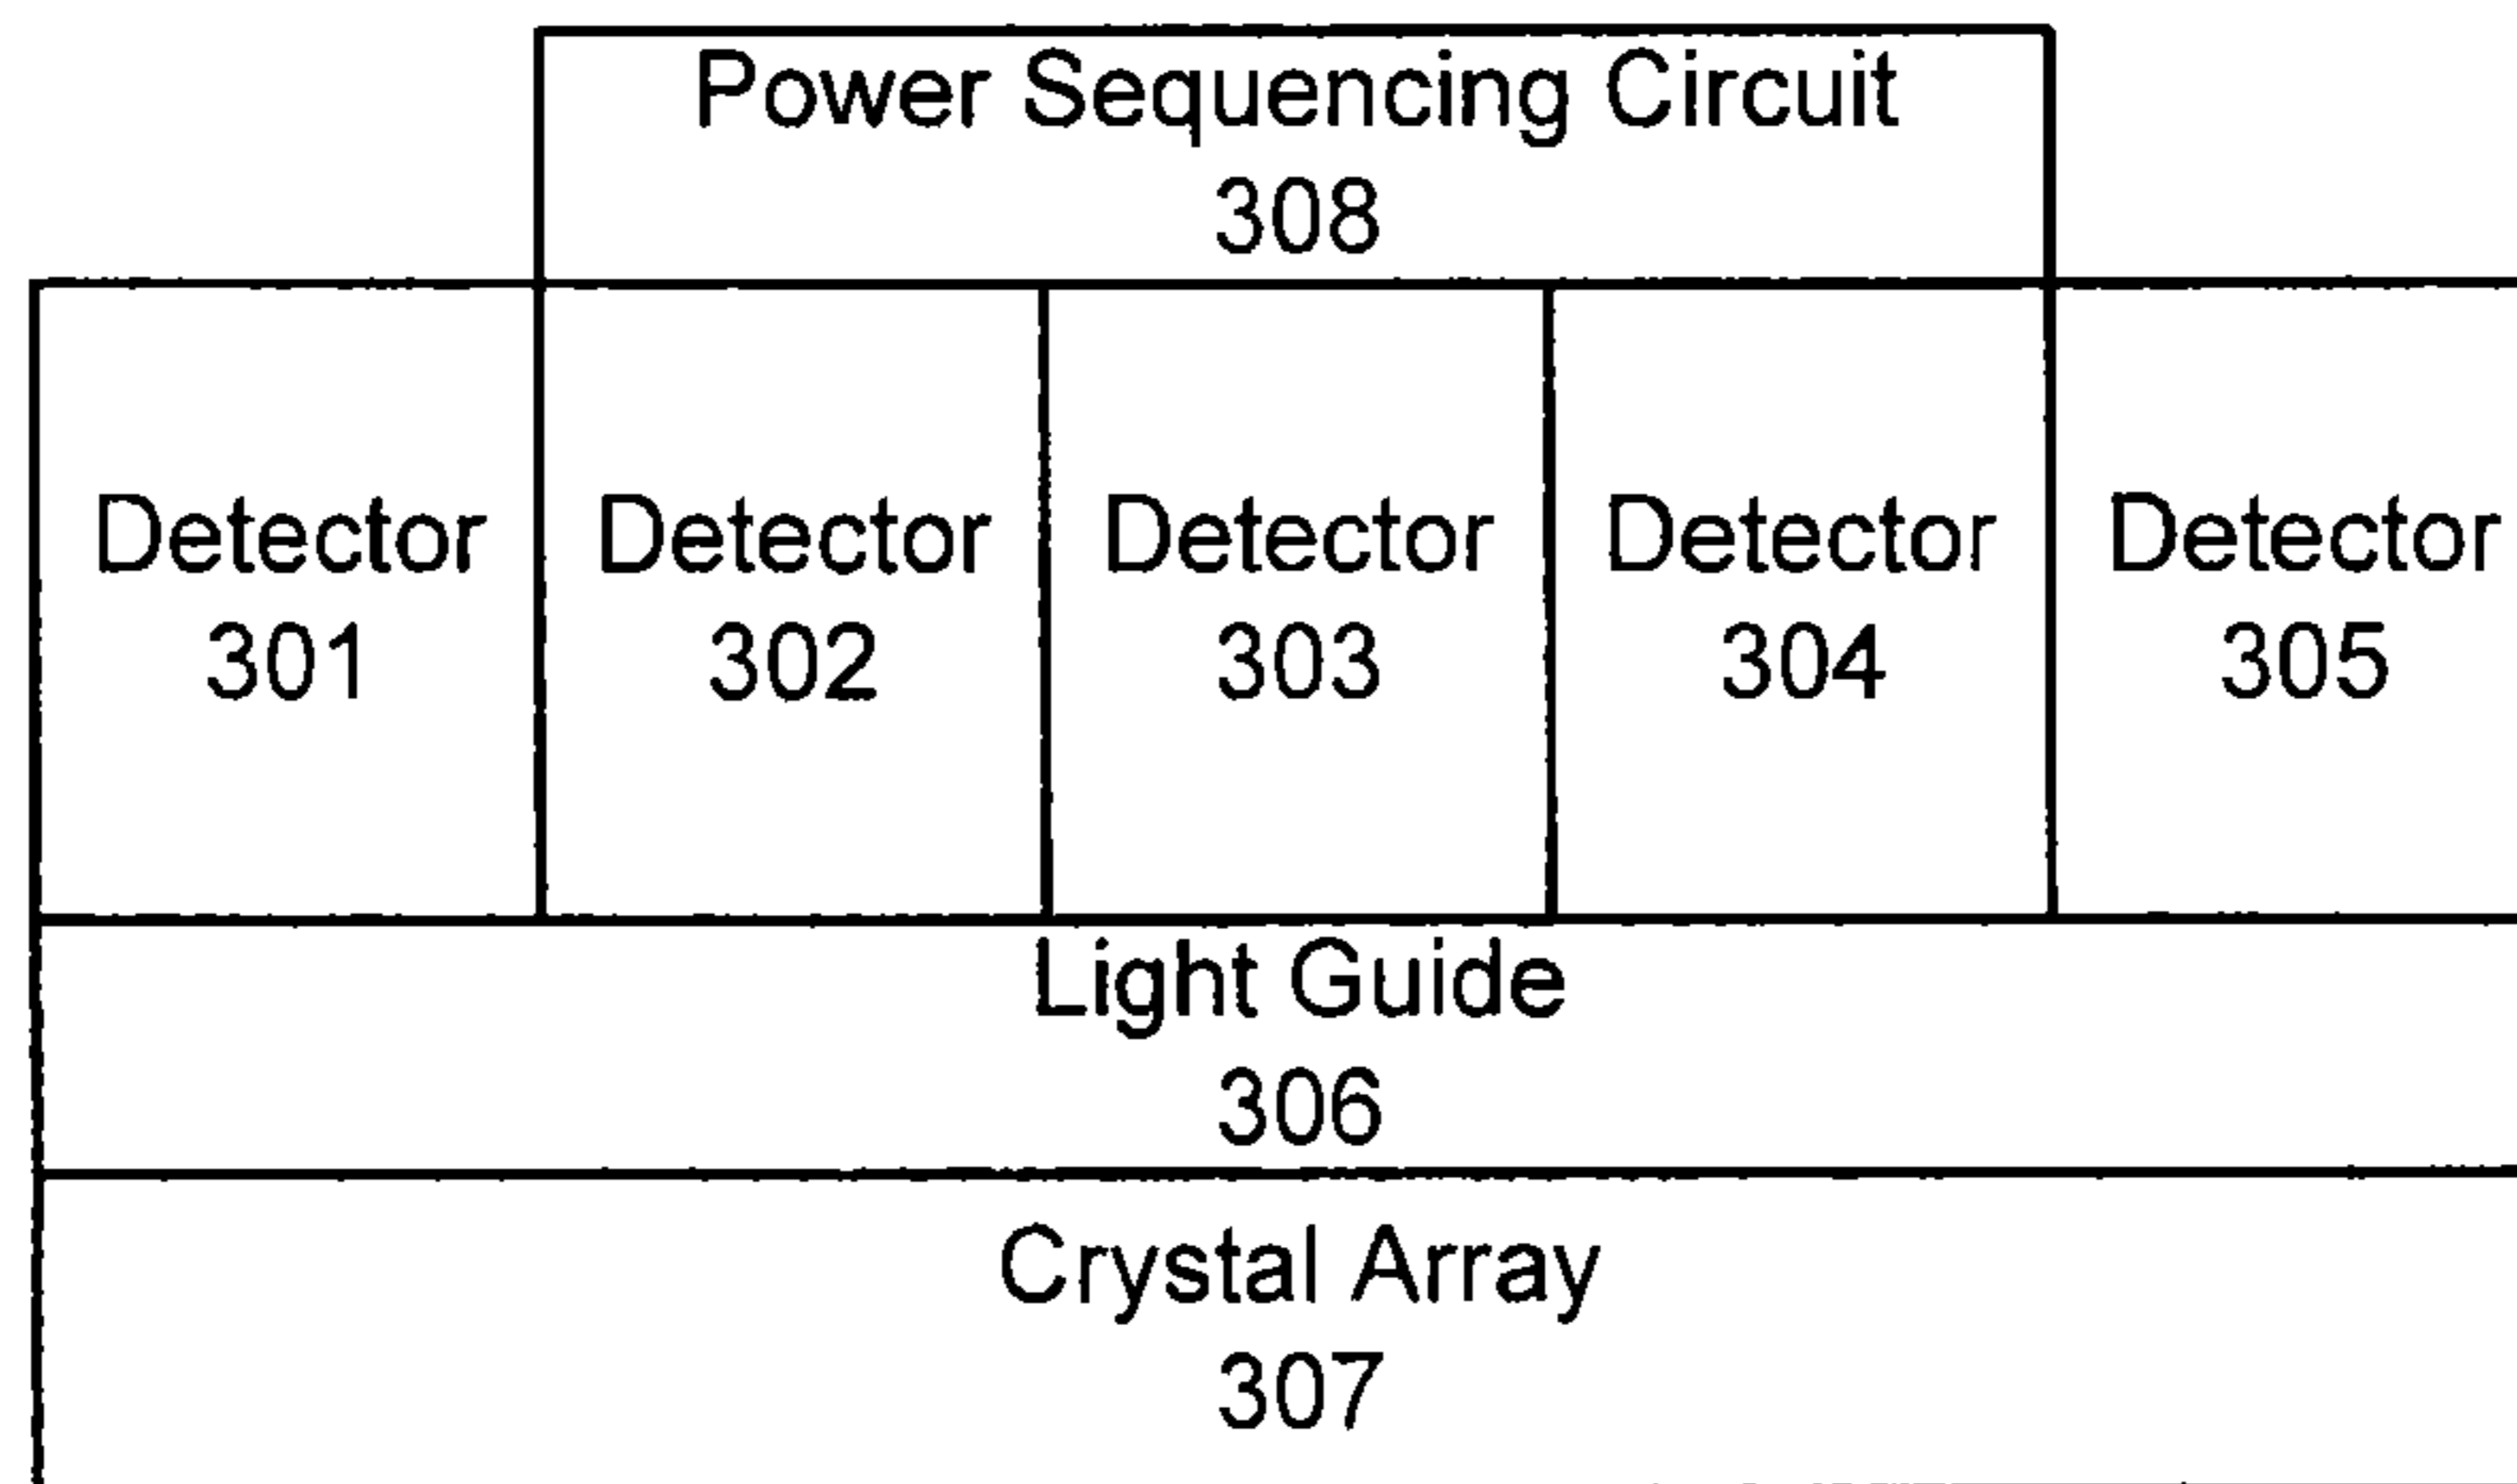 Power Sequencing Circuit
308
Detector
301
Detector
302
Detector
303
Detector
304
Detector
305
Light Guide
306
Crystal Array
307